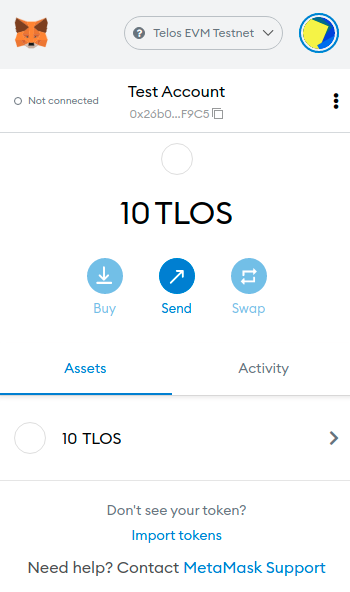 Telos EVM Testnet
Not connected
Test Account
0x26b0...F9C5
10 TLOS
Buy
Send
Swap
Assets
Activity
10 TLOS
Don't see your token?
Import tokens
Need help? Contact MetaMask Support